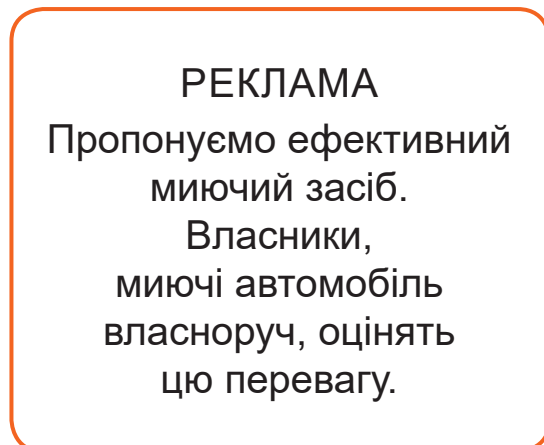 РЕКЛАМА
Пропонуємо ефективний
миючий засіб.
Власники,
миючі автомобіль
власноруч, оцінять
цю перевагу.